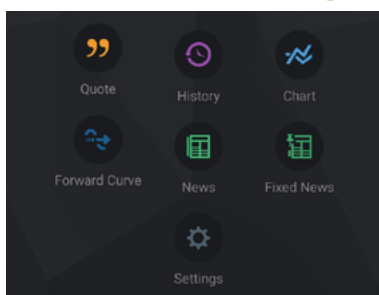 Quote
History
Chart
Forward Curve
News
Fixed News
Settings